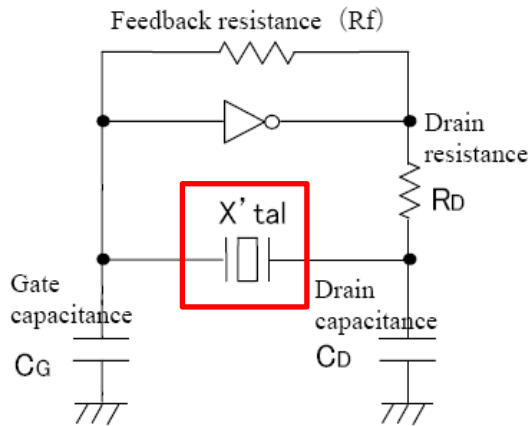 Feedback resistance （Rf）
Drain
resistance
RD
X' tal
Gate
capacitance
CG
Drain
capacitance
CD